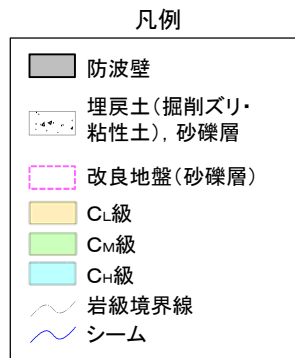 凡例
防波壁
埋戻土(掘削ズリ・
粘性土),砂礫層
改良地盤(砂礫層)
CL級
CM級
CH級
岩級境界線
シーム